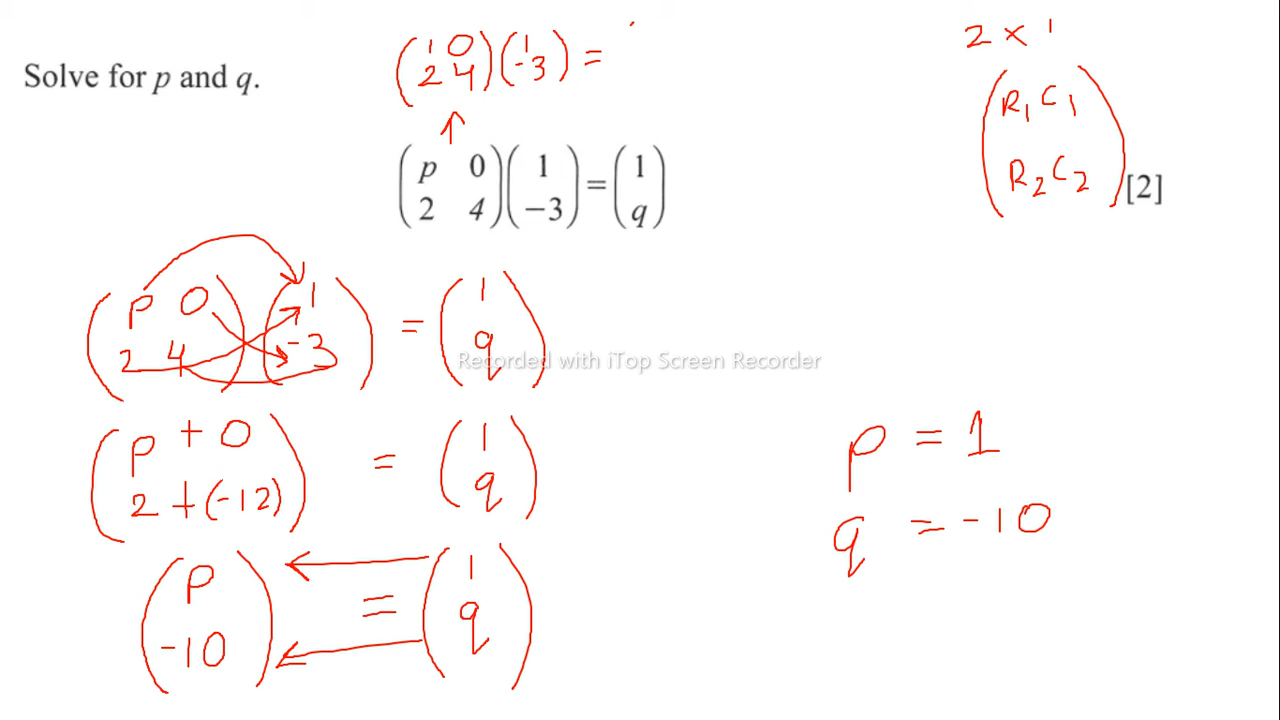 Solve for p and q.
(1 0
2 4)(1
-3) =
↑
(p 0
2 4)(1
-3) = (1
q)
2 × 1
(R₁C₁
R₂C₂)
[2]
(p 0
2 4)(1
-3) = (1
q)
Recorded with iTop Screen Recorder
(p + 0
2 + (-12)) = (1
q)
(p
-10) = (1
q)
p = 1
q = -10